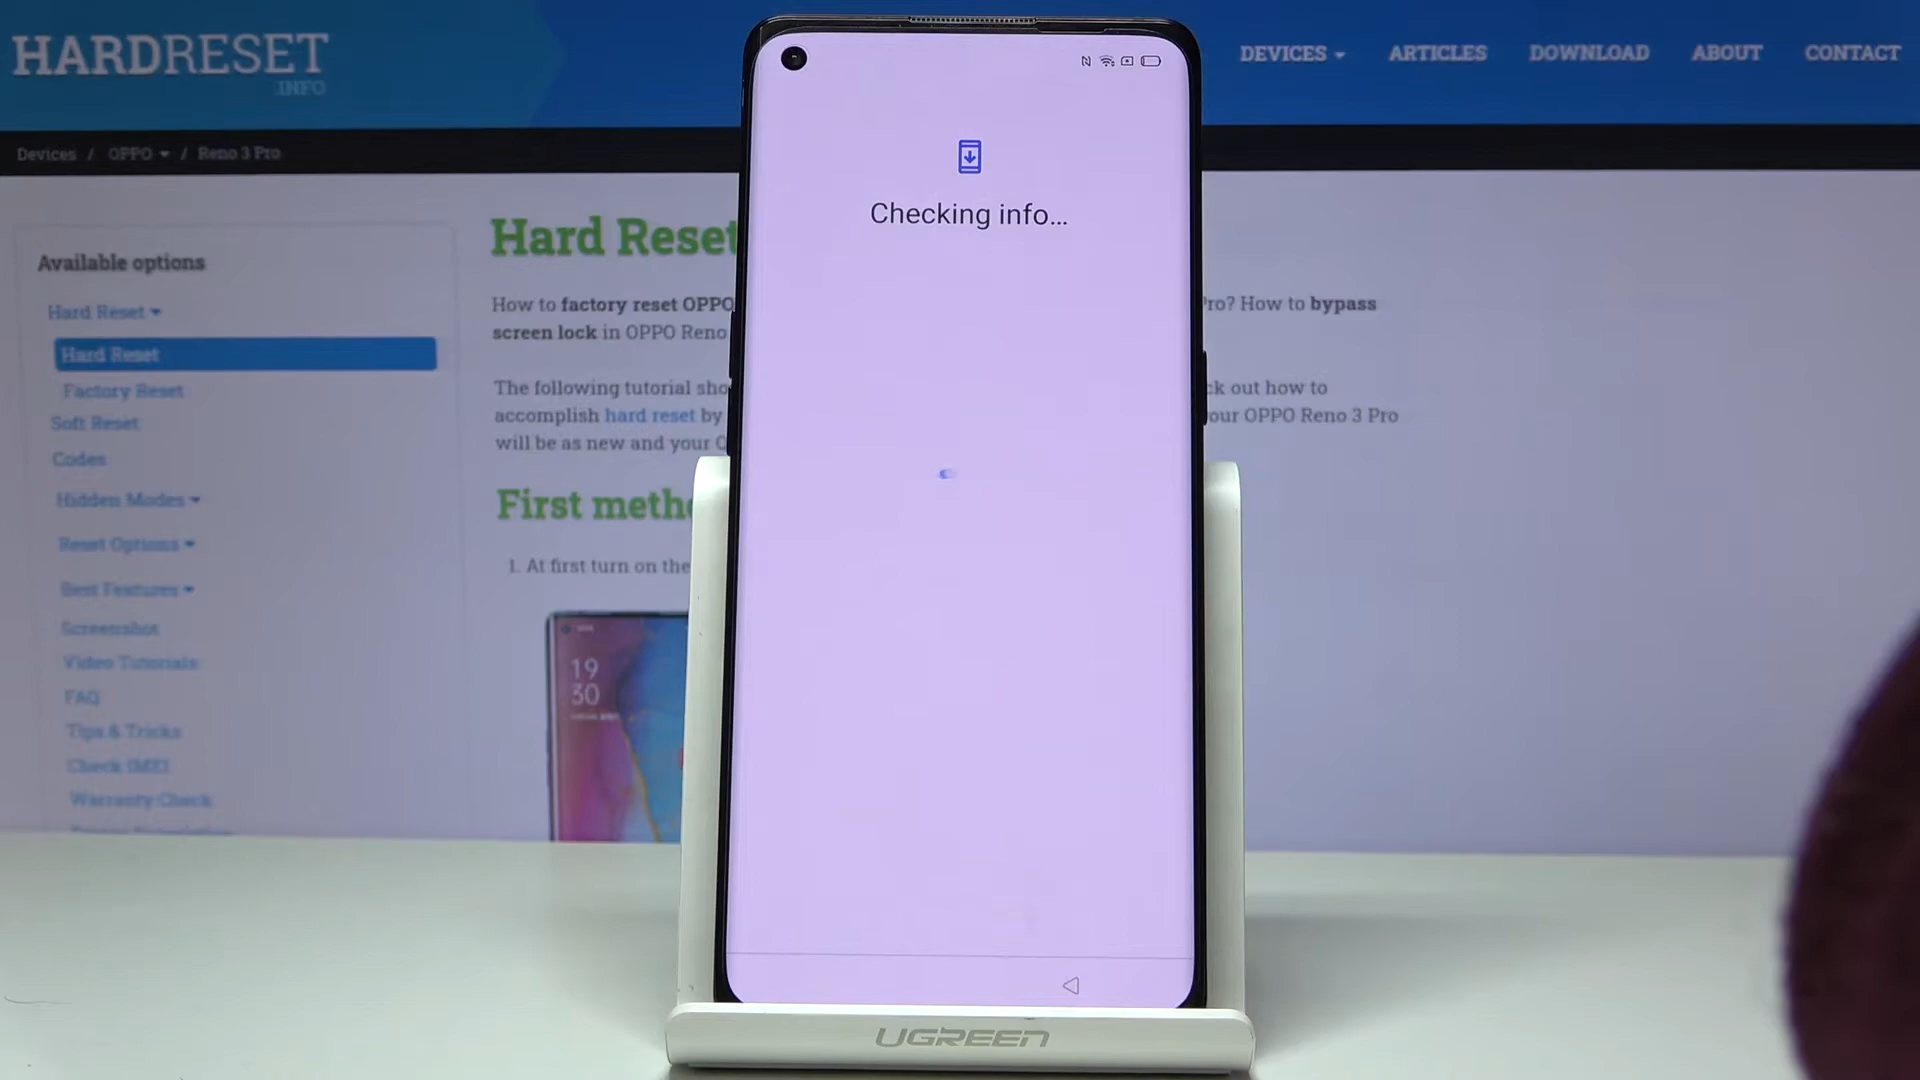 HARDRESET
.INFO
DEVICES
ARTICLES
DOWNLOAD
ABOUT
CONTACT
Devices / OPPO / Reno 3 Pro
Available options
Hard Reset
Hard Reset
Factory Reset
Soft Reset
Codes
Hidden Modes
Reset Options
Best Features
Screenshot
Video Tutorials
FAQ
Tips & Tricks
Check IMEI
Warranty Check
Hard Reset
How to factory reset OPPO
Pro? How to bypass
screen lock in OPPO Reno
The following tutorial
out how to
accomplish hard reset by
our OPPO Reno 3 Pro
will be as new and your
First
1. At first turn on the
19
30
Checking info...
UGREEN